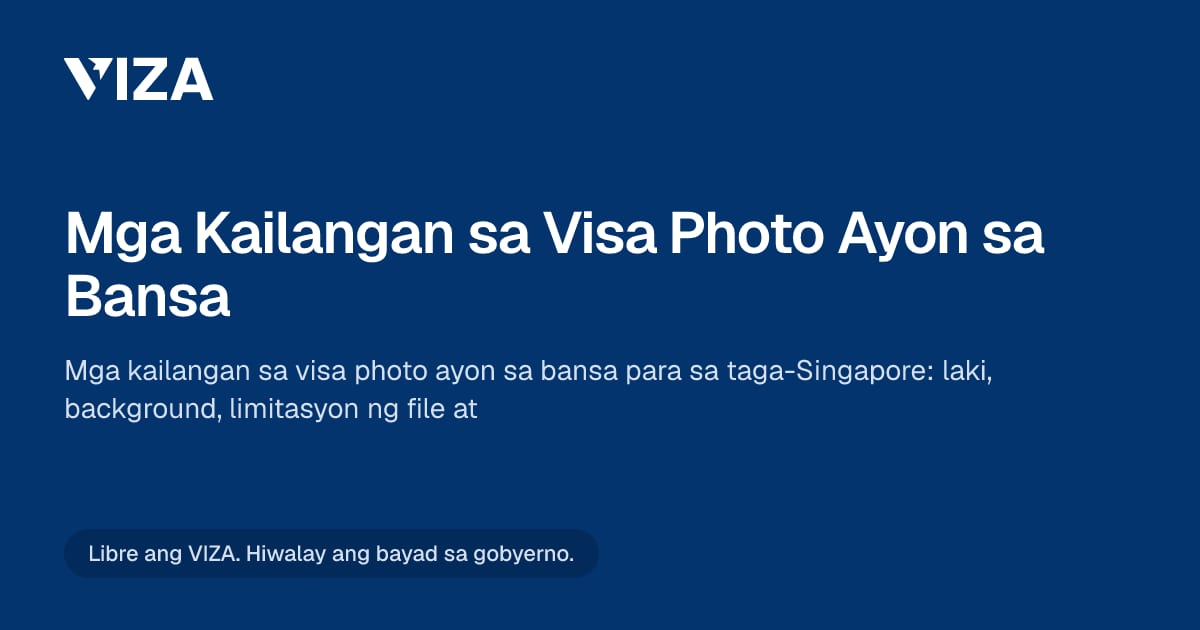 VIZA
Mga Kailangan sa Visa Photo Ayon sa
Bansa
Mga kailangan sa visa photo ayon sa bansa para sa taga-Singapore: laki,
background, limitasyon ng file at
Libre ang VIZA. Hiwalay ang bayad sa gobyerno.